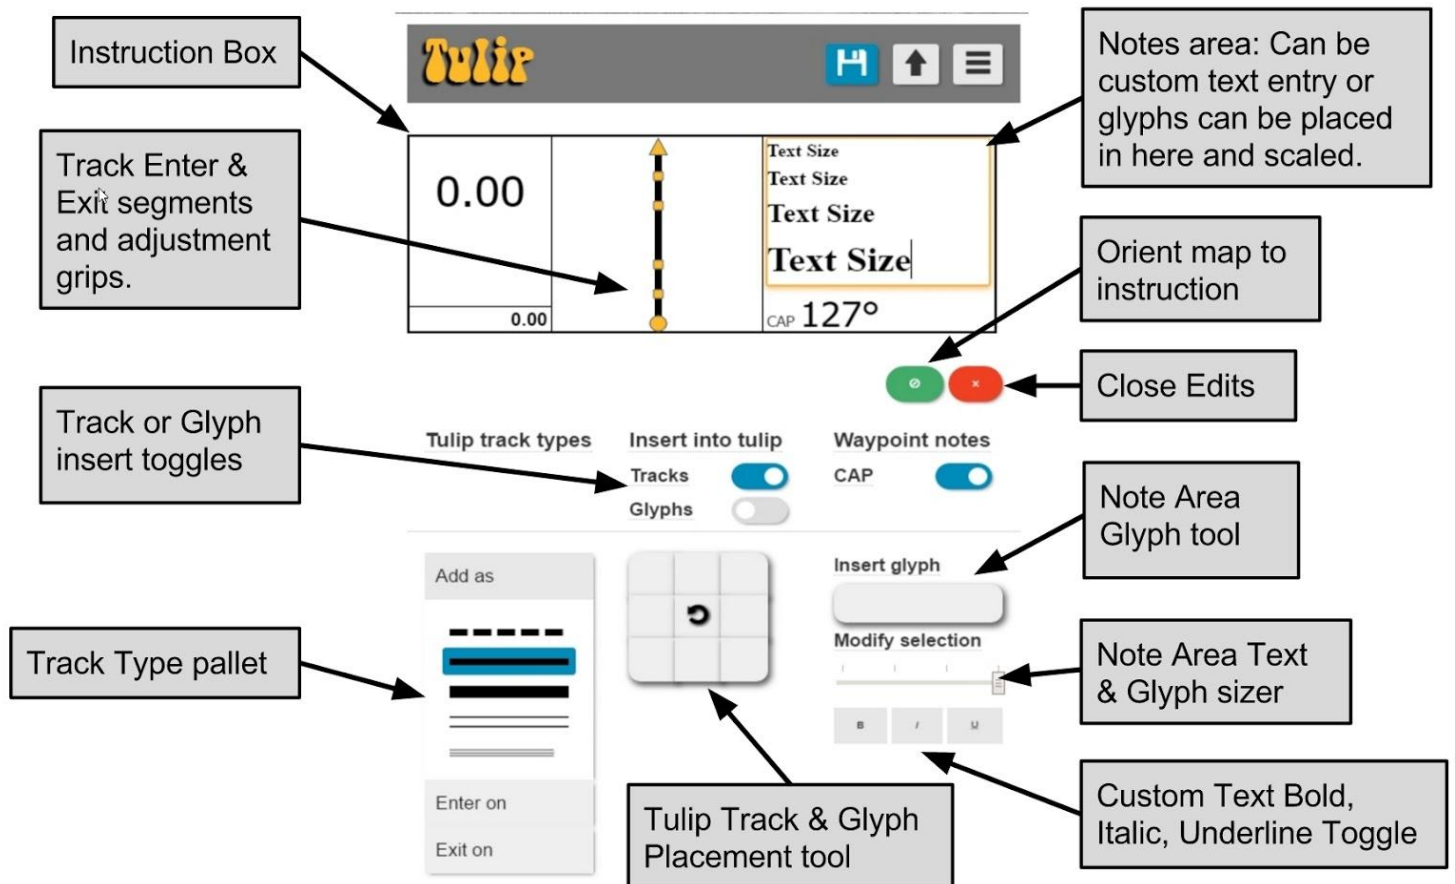 Instruction Box
Tulip
Notes area: Can be
custom text entry or
glyphs can be placed
in here and scaled.
Track Enter &
Exit segments
and adjustment
grips.
0.00
0.00
Text Size
Text Size
Text Size
Text Size
CAP 127°
Orient map to
instruction
Close Edits
Track or Glyph
insert toggles
Tulip track types
Insert into tulip
Waypoint notes
Tracks
CAP
Glyphs
Note Area
Glyph tool
Add as
Insert glyph
Modify selection
Track Type pallet
Note Area Text
& Glyph sizer
B
I
U
Enter on
Exit on
Tulip Track & Glyph
Placement tool
Custom Text Bold,
Italic, Underline Toggle